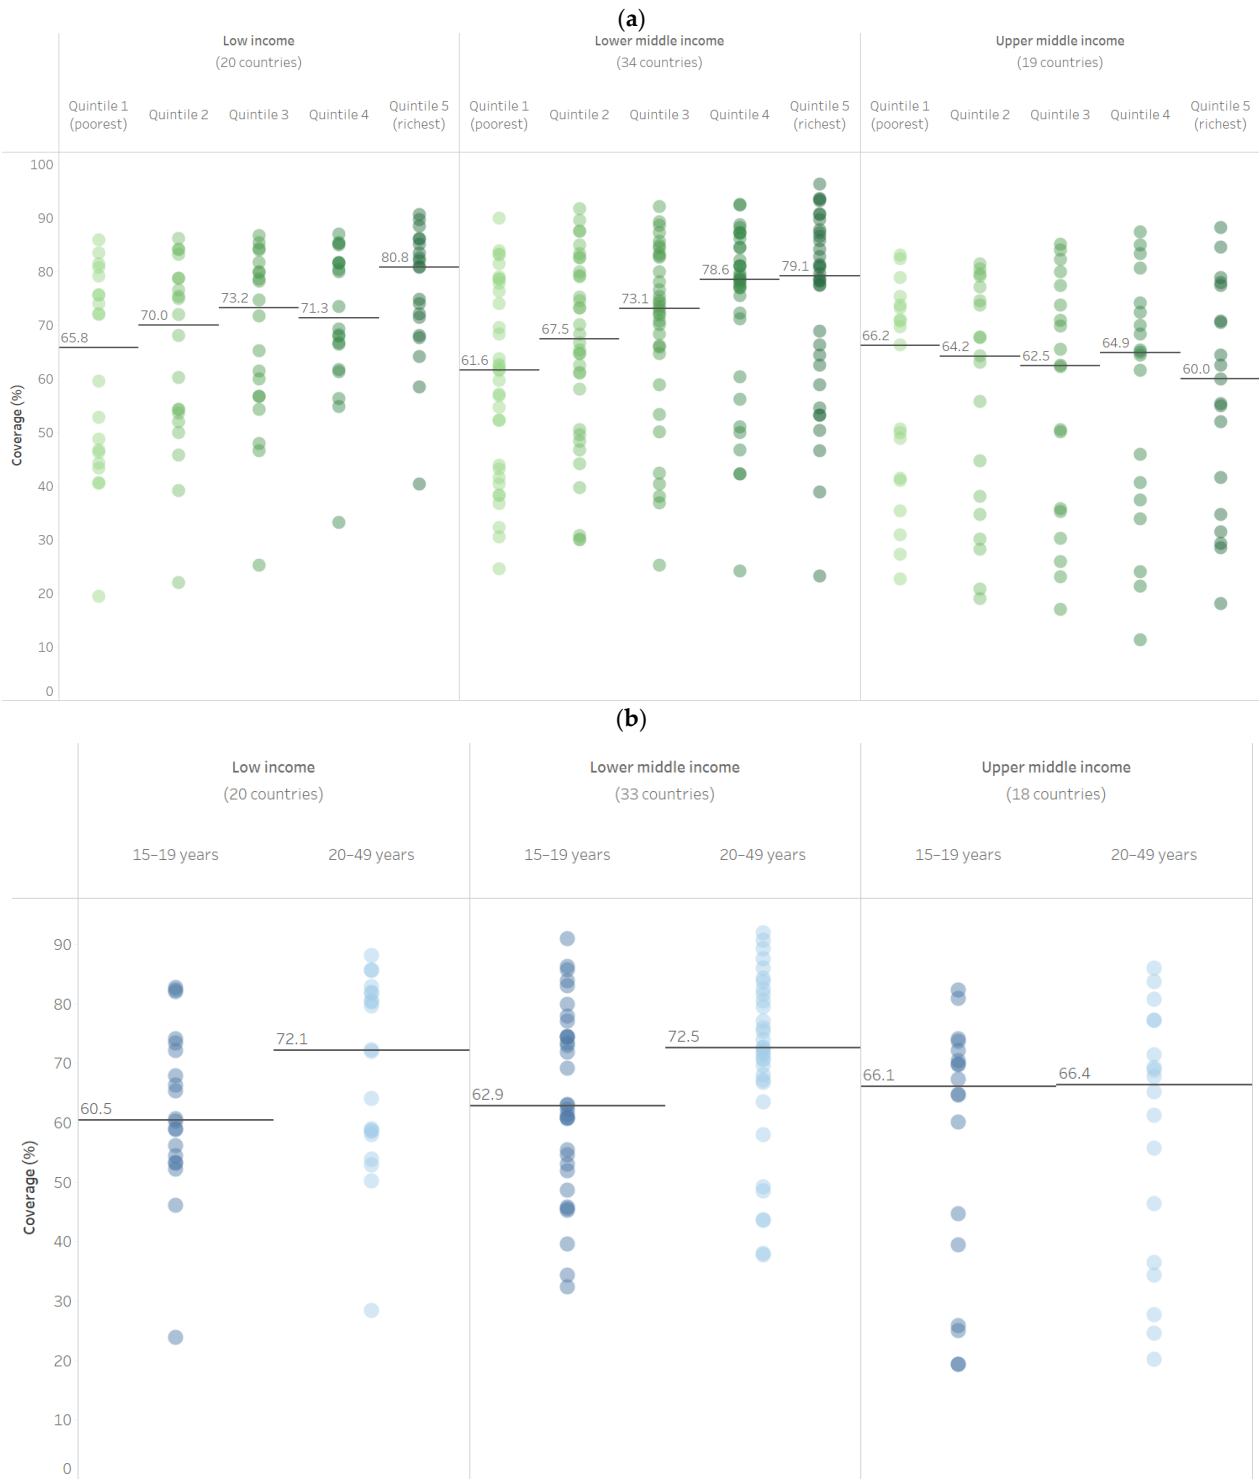 (a)
Low income
Lower middle income
Upper middle income
(20 countries)
(34 countries)
(19 countries)
Quintile 1
(poorest)
Quintile 2
Quintile 3
Quintile 4
Quintile 5
(richest)
Quintile 1
(poorest)
Quintile 2
Quintile 3
Quintile 4
Quintile 5
(richest)
Quintile 1
(poorest)
Quintile 2
Quintile 3
Quintile 4
Quintile 5
(richest)
Coverage (%)
100
90
80
70
60
50
40
30
20
10
0
65.8
70.0
73.2
71.3
80.8
61.6
67.5
73.1
78.6
79.1
66.2
64.2
62.5
64.9
60.0
(b)
Low income
Lower middle income
Upper middle income
(20 countries)
(33 countries)
(18 countries)
15–19 years
20–49 years
15–19 years
20–49 years
15–19 years
20–49 years
Coverage (%)
90
80
70
60
50
40
30
20
10
0
60.5
72.1
62.9
72.5
66.1
66.4